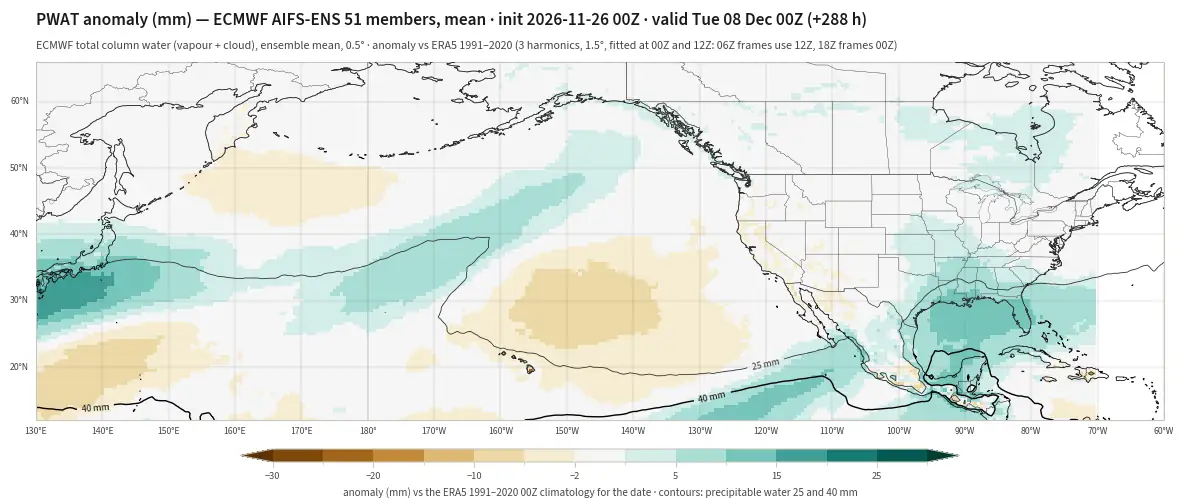 PWAT anomaly (mm) — ECMWF AIFS-ENS 51 members, mean · init 2026-11-26 00Z · valid Tue 08 Dec 00Z (+288 h)
ECMWF total column water (vapour + cloud), ensemble mean, 0.5° · anomaly vs ERA5 1991–2020 (3 harmonics, 1.5°, fitted at 00Z and 12Z: 06Z frames use 12Z, 18Z frames 00Z)
60°N
50°N
40°N
30°N
20°N
25 mm
40 mm
40 mm
130°E 140°E 150°E 160°E 170°E 180° 170°W 160°W 150°W 140°W 130°W 120°W 110°W 100°W 90°W 80°W 70°W 60°W
−30 −20 −10 −2 5 15 25
anomaly (mm) vs the ERA5 1991–2020 00Z climatology for the date · contours: precipitable water 25 and 40 mm